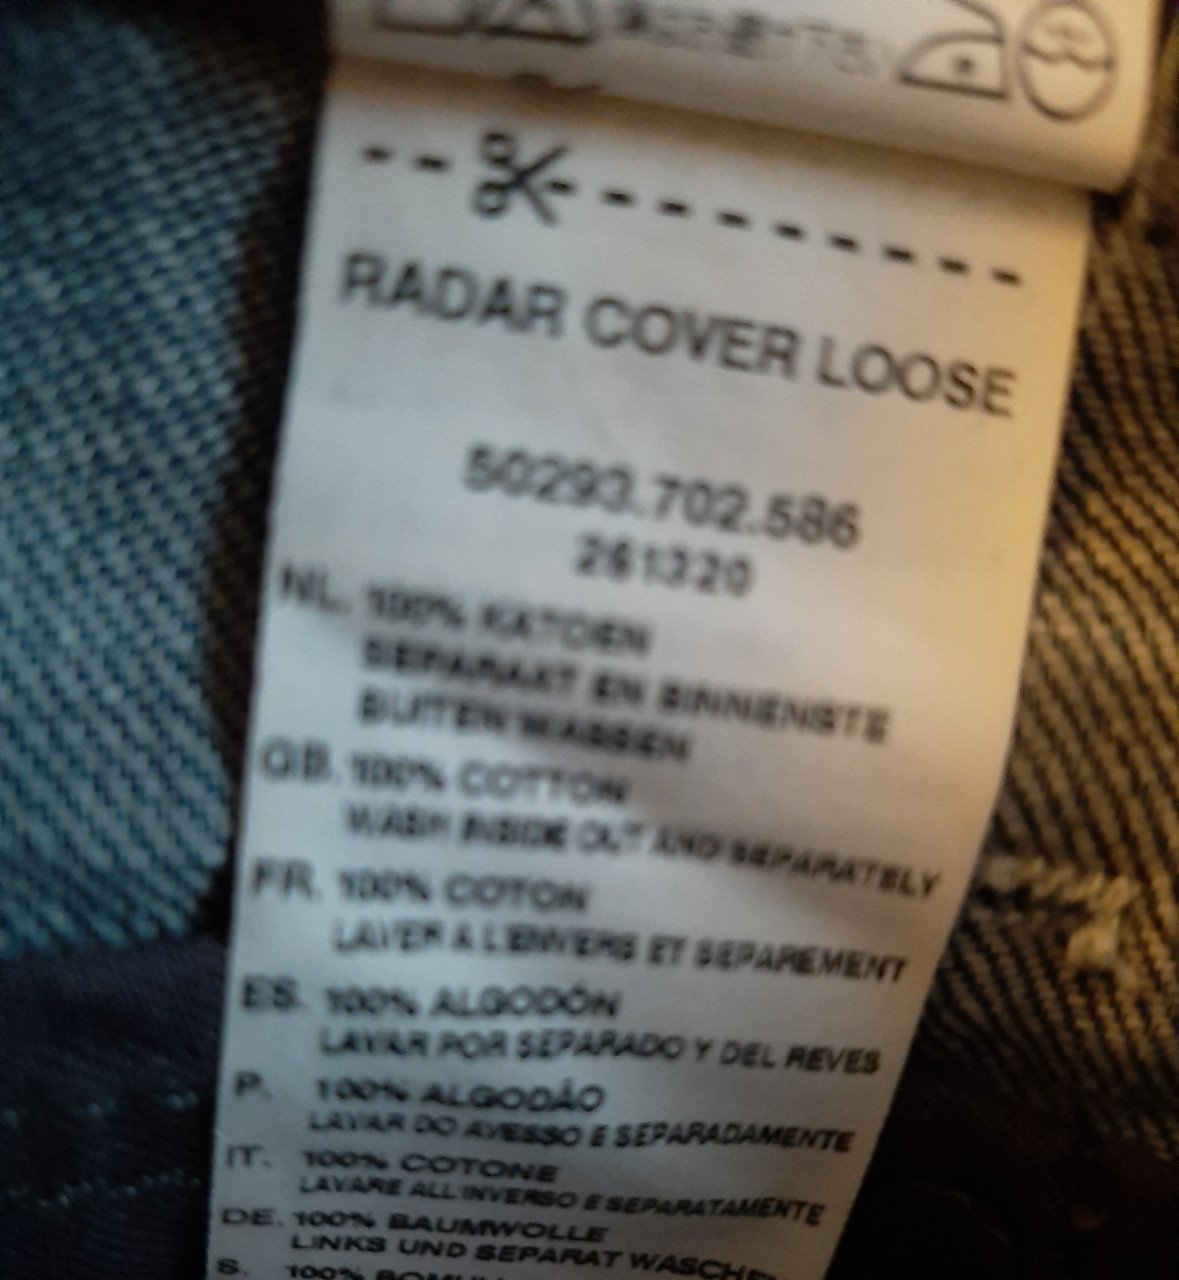 RADAR COVER LOOSE
50293.702.586
261320
NL. 100% KATOEN
SEPARAAT EN BINNENSTE
BUITEN WASSEN
GB. 100% COTTON
WASH INSIDE OUT AND SEPARATELY
FR. 100% COTON
LAVER A L'ENVERS ET SEPAREMENT
ES. 100% ALGODÓN
LAVAR POR SEPARADO Y DEL REVES
P. 100% ALGODÃO
LAVAR DO AVESSO E SEPARADAMENTE
IT. 100% COTONE
LAVARE ALL'INVERSO E SEPARATAMENTE
DE. 100% BAUMWOLLE
LINKS UND SEPARAT
S. 100%